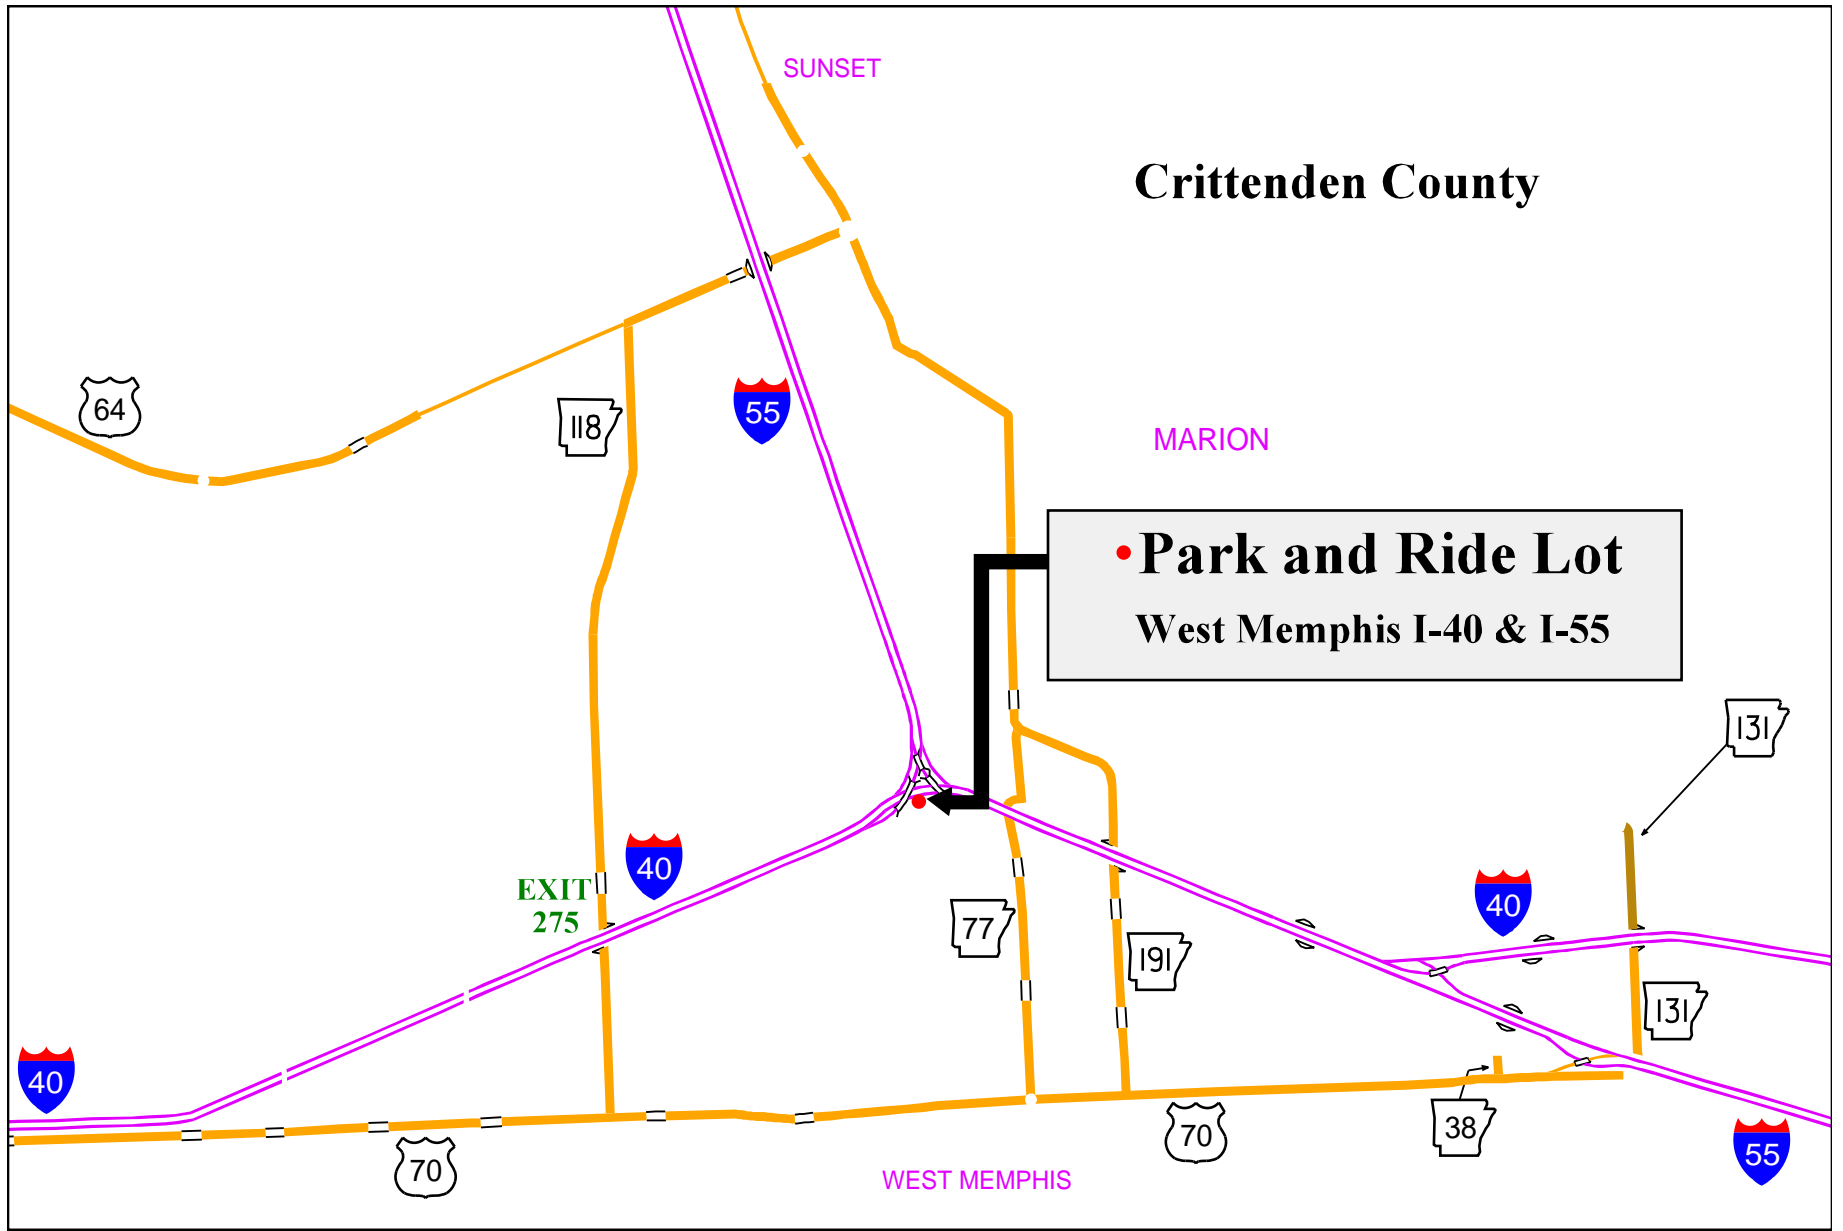 SUNSET
Crittenden County
64
118
55
MARION
• Park and Ride Lot
West Memphis I-40 & I-55
131
40
EXIT
275
40
77
191
131
40
38
70
70
55
WEST MEMPHIS